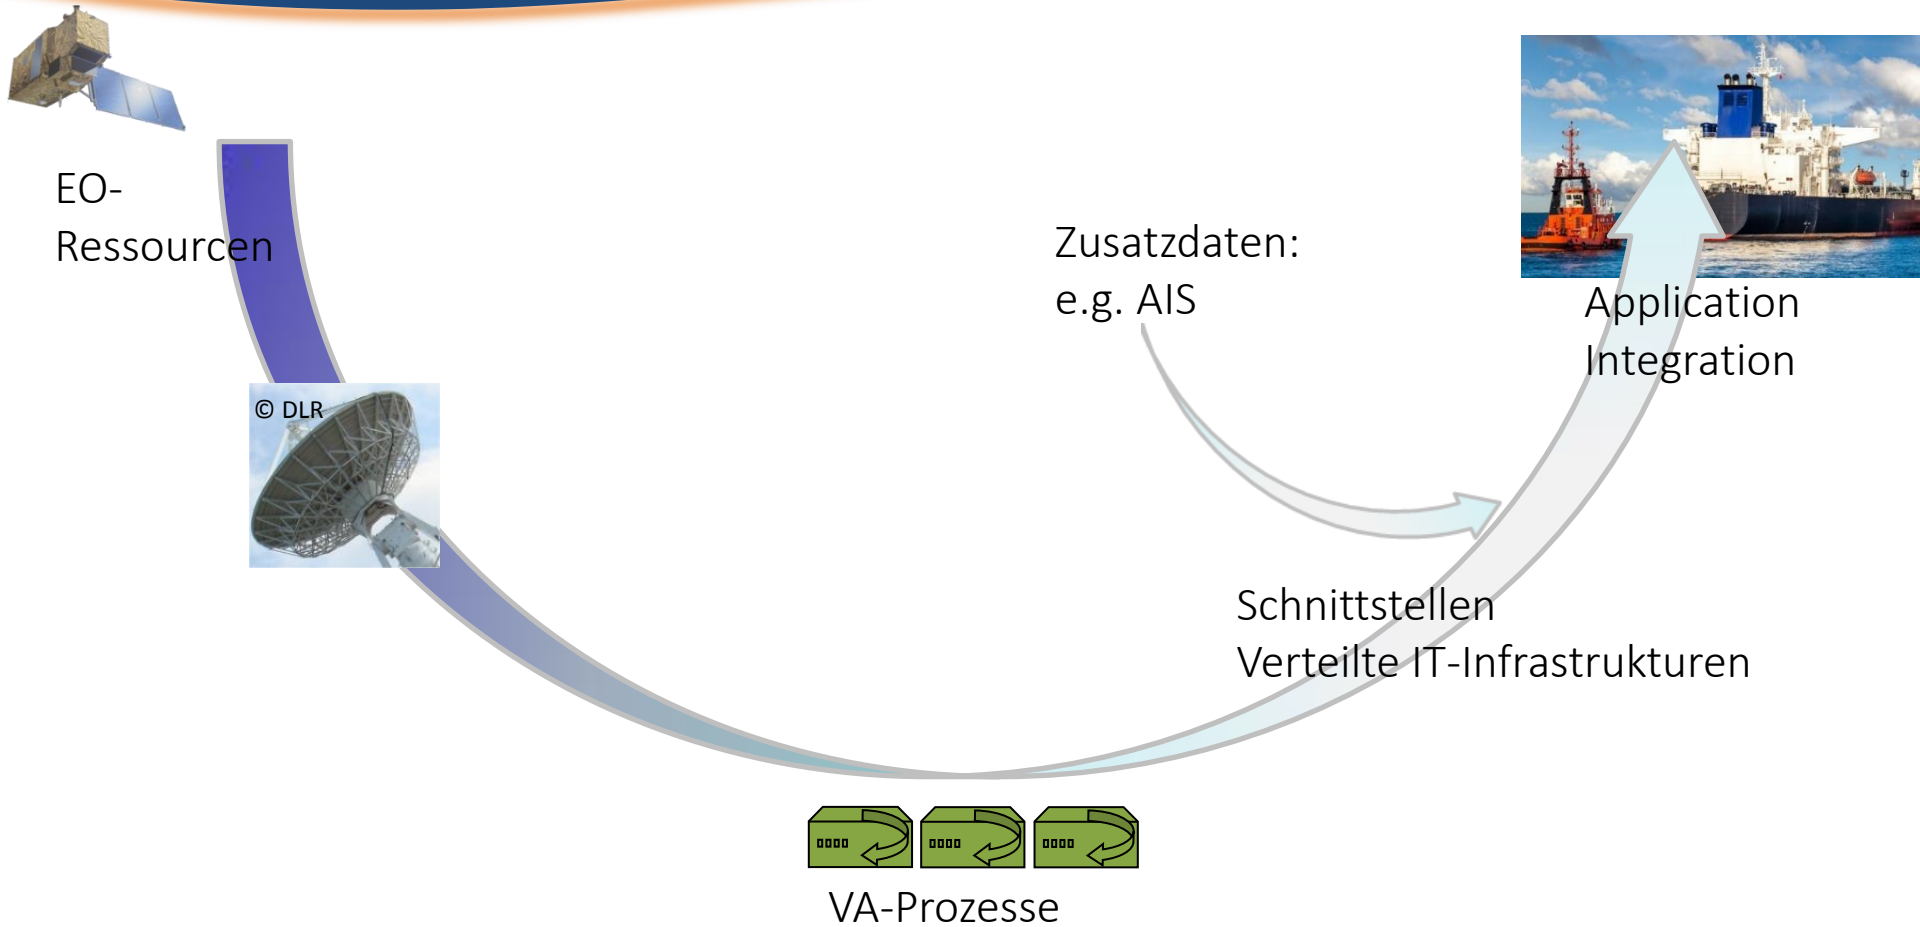 EO-
Ressourcen
© DLR
Zusatzdaten:
e.g. AIS
Application
Integration
Schnittstellen
Verteilte IT-Infrastrukturen
VA-Prozesse